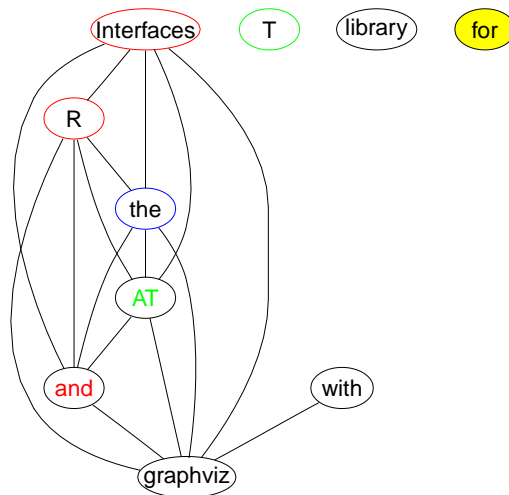 Interfaces T library for
R
the
AT
and with
graphviz